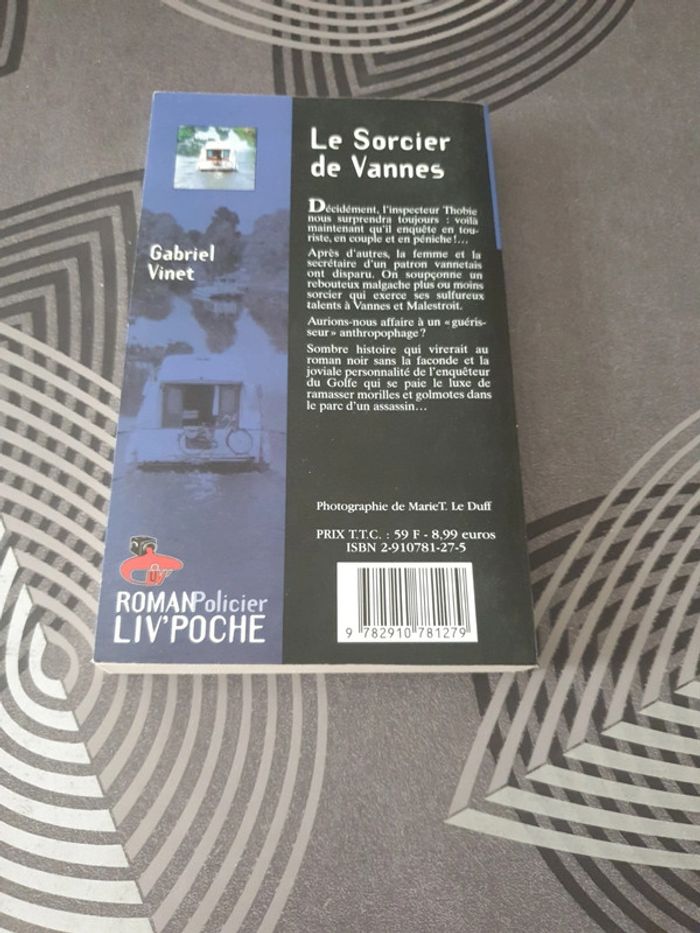 Le Sorcier
de Vannes
Décidément, l'inspecteur Thobie
nous surprendra toujours : voilà
maintenant qu'il enquête en tou-
riste, en couple et en péniche !…
Après d'autres, la femme et la
secrétaire d'un patron vannetais
ont disparu. On soupçonne un
rebouteux malgache plus ou moins
sorcier qui exerce ses sulfureux
talents à Vannes et Malestroit.
Aurions-nous affaire à un « guéris-
seur » anthropophage ?
Sombre histoire qui virerait au
roman noir sans la faconde et la
joviale personnalité de l'enquêteur
du Golfe qui se paie le luxe de
ramasser morilles et golmotes dans
le parc d'un assassin…
Gabriel
Vinet
Photographie de MarieT. Le Duff
PRIX T.T.C. : 59 F - 8,99 euros
ISBN 2-910781-27-5
9 782910 781279
ROMANPolicier
LIV'POCHE